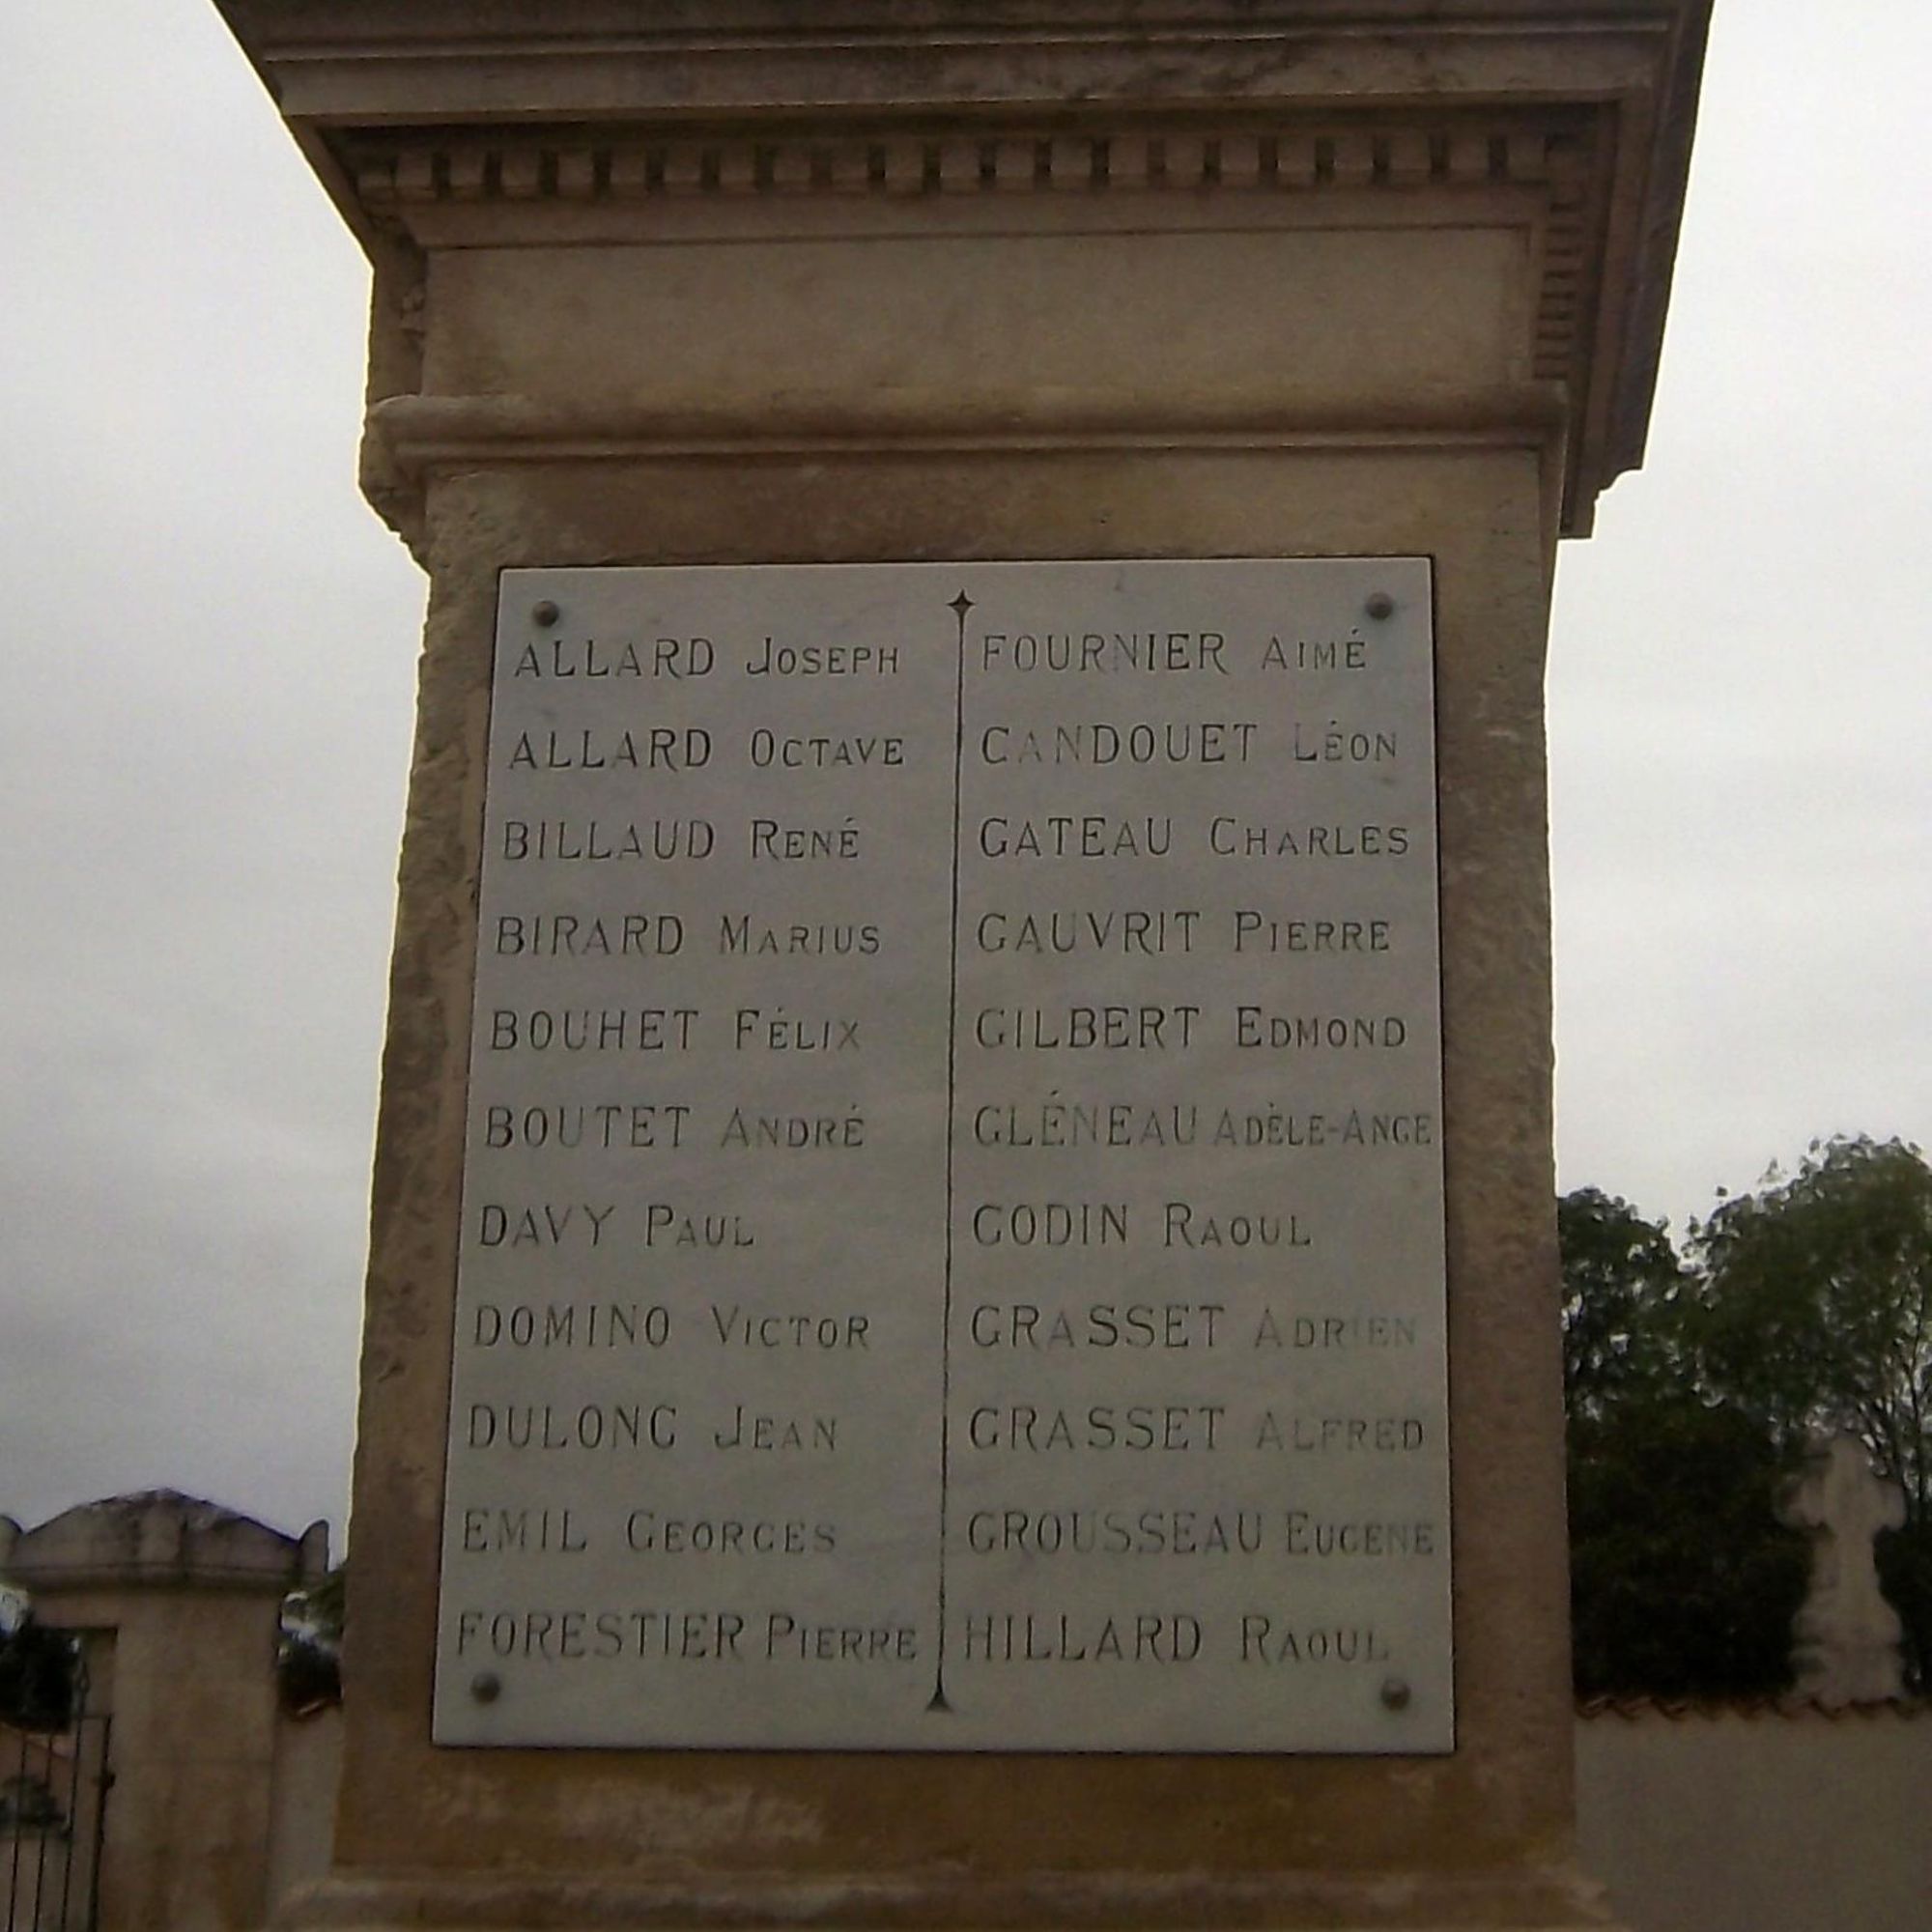 ALLARD JOSEPH
ALLARD OCTAVE
BILLAUD RENÉ
BIRARD MARIUS
BOUHET FÉLIX
BOUTET ANDRÉ
DAVY PAUL
DOMINO VICTOR
DULONG JEAN
EMIL GEORGES
FORESTIER PIERRE
FOURNIER AIMÉ
CANDOUET LÉON
GATEAU CHARLES
GAUVRIT PIERRE
GILBERT EDMOND
GLÉNEAU ADÈLE-ANGE
GODIN RAOUL
GRASSET ADRIEN
GRASSET ALFRED
GROUSSEAU EUGENE
HILLARD RAOUL